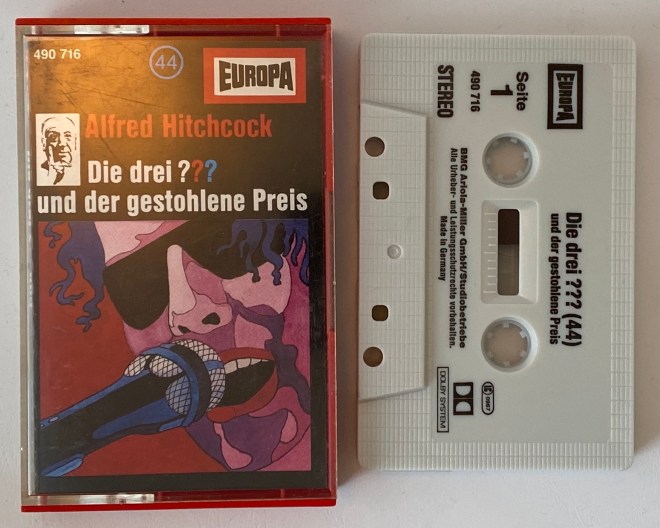 490 716
44
EUROPA
Alfred Hitchcock
Die drei ???
und der gestohlene Preis
EUROPA
Seite
1
490 716
STEREO
Die drei ??? (44)
und der gestohlene Preis
BMG Ariola-Miller GmbH/Studiobetriebe
Alle Urheber- und Leistungsschutzrechte vorbehalten.
Made in Germany
DOLBY SYSTEM